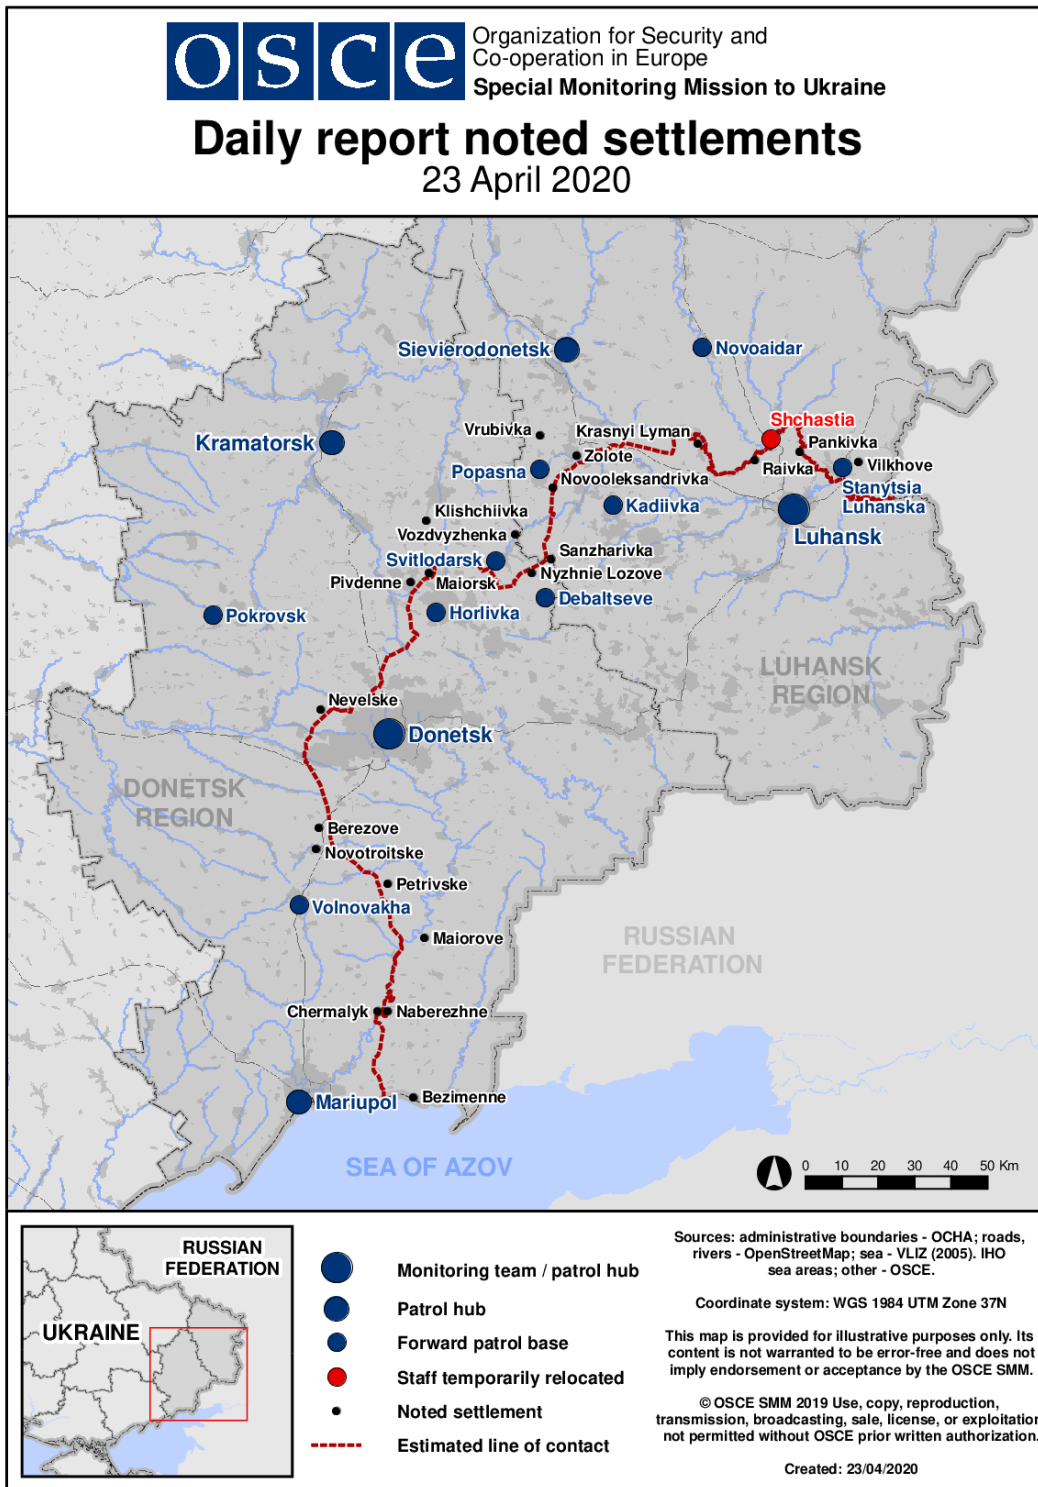 osce
Organization for Security and
Co-operation in Europe
Special Monitoring Mission to Ukraine
Daily report noted settlements
23 April 2020
Sievierodonetsk
Novoaidar
Shchastia
Vrubivka
Krasnyi Lyman
Kramatorsk
Pankivka
Zolote
Raivka
Vilkhove
Popasna
Novooleksandrivka
Stanytsia
Luhanska
Kadiivka
Klishchiivka
Luhansk
Vozdvyzhenka
Sanzharivka
Svitlodarsk
Nyzhnie Lozove
Pivdenne
Maiorsk
Debaltseve
Pokrovsk
Horlivka
LUHANSK
REGION
Nevelske
Donetsk
DONETSK
REGION
Berezove
Novotroitske
Petrivske
Volnovakha
Maiorove
RUSSIAN
FEDERATION
Chermalyk
Naberezhne
Mariupol
Bezimenne
SEA OF AZOV
0 10 20 30 40 50 Km
RUSSIAN
FEDERATION
UKRAINE
Monitoring team / patrol hub
Patrol hub
Forward patrol base
Staff temporarily relocated
Noted settlement
Estimated line of contact
Sources: administrative boundaries - OCHA; roads,
rivers - OpenStreetMap; sea - VLIZ (2005). IHO
sea areas; other - OSCE.
Coordinate system: WGS 1984 UTM Zone 37N
This map is provided for illustrative purposes only. Its
content is not warranted to be error-free and does not
imply endorsement or acceptance by the OSCE SMM.
© OSCE SMM 2019 Use, copy, reproduction,
transmission, broadcasting, sale, license, or exploitation
not permitted without OSCE prior written authorization.
Created: 23/04/2020